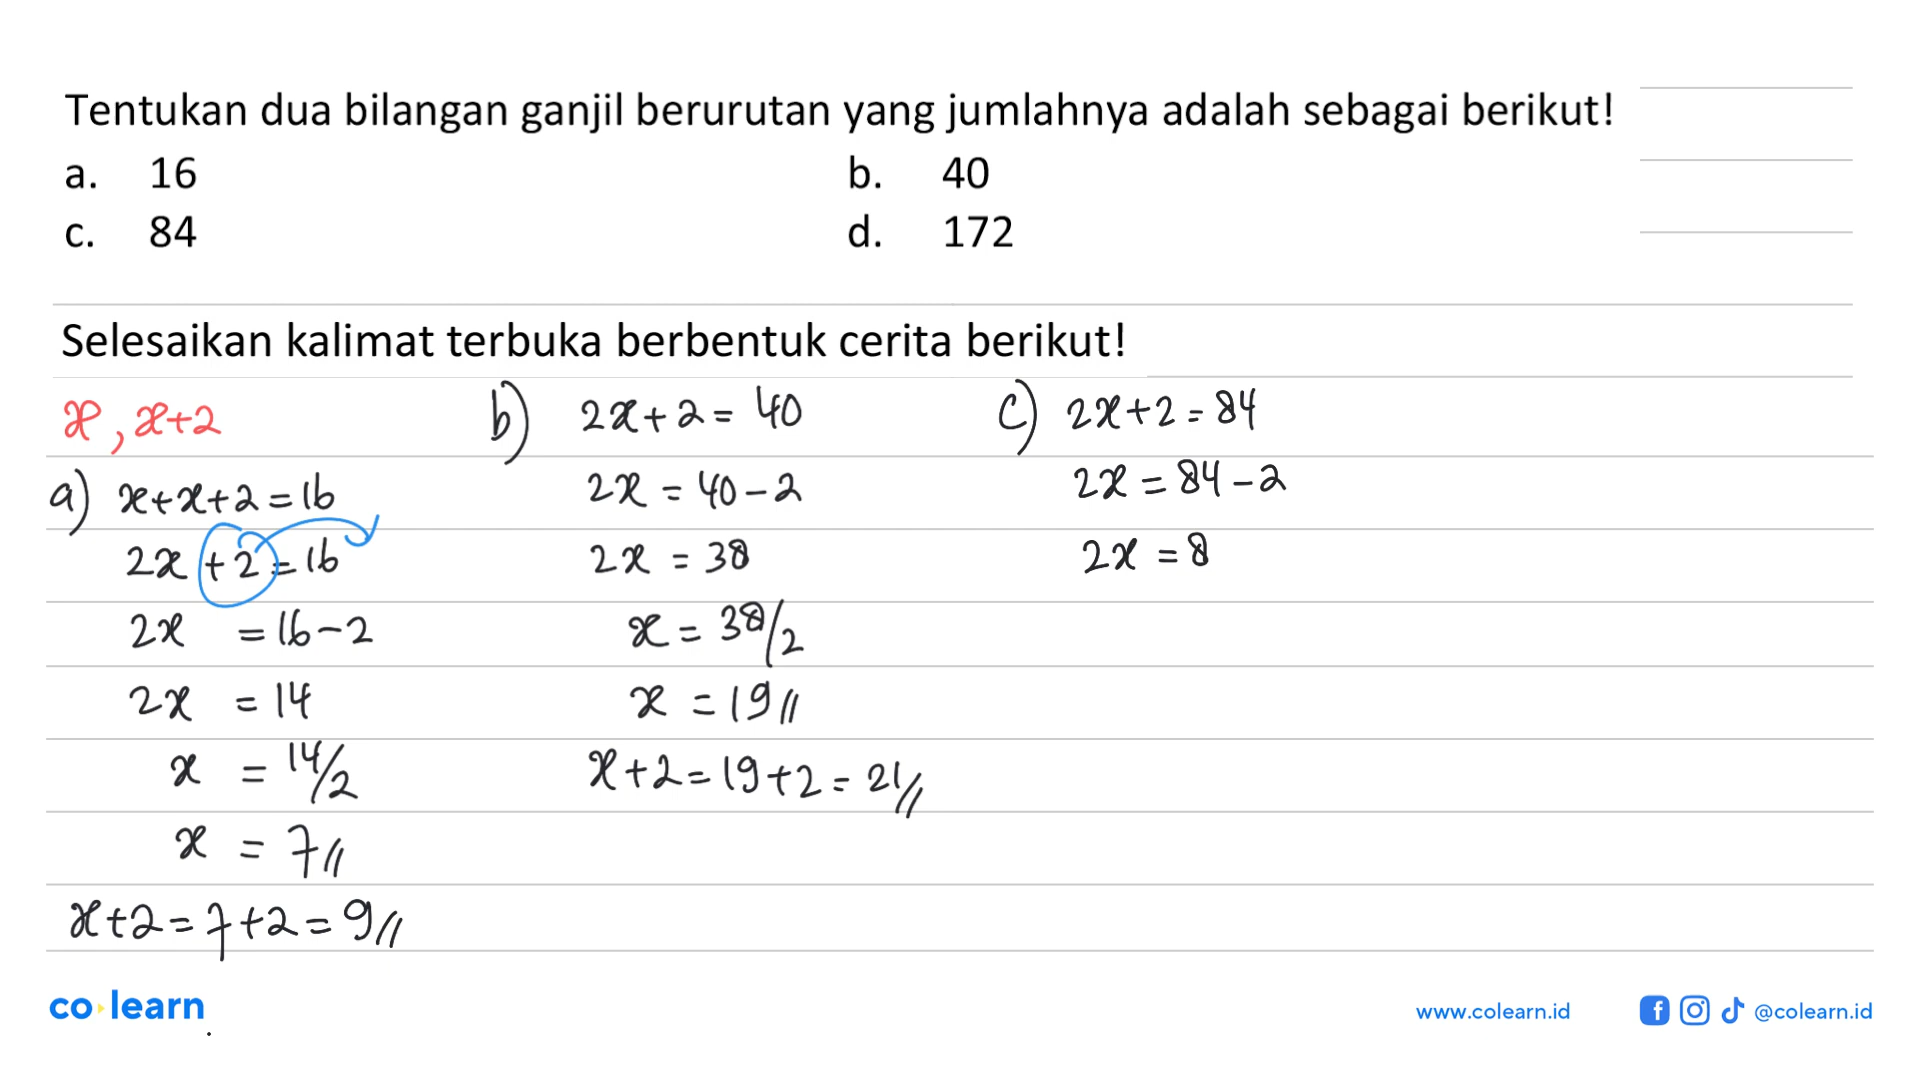 Tentukan dua bilangan ganjil berurutan yang jumlahnya adalah sebagai berikut!
a. 16 b. 40
c. 84 d. 172
Selesaikan kalimat terbuka berbentuk cerita berikut!
x, x+2
a) x+x+2=16
2x+2=16
2x =16-2
2x =14
x =14/2
x =7//
x+2=7+2=9//
b) 2x+2=40
2x=40-2
2x=38
x=38/2
x=19//
x+2=19+2=21//
c) 2x+2=84
2x=84-2
2x=8
co learn
www.colearn.id @colearn.id